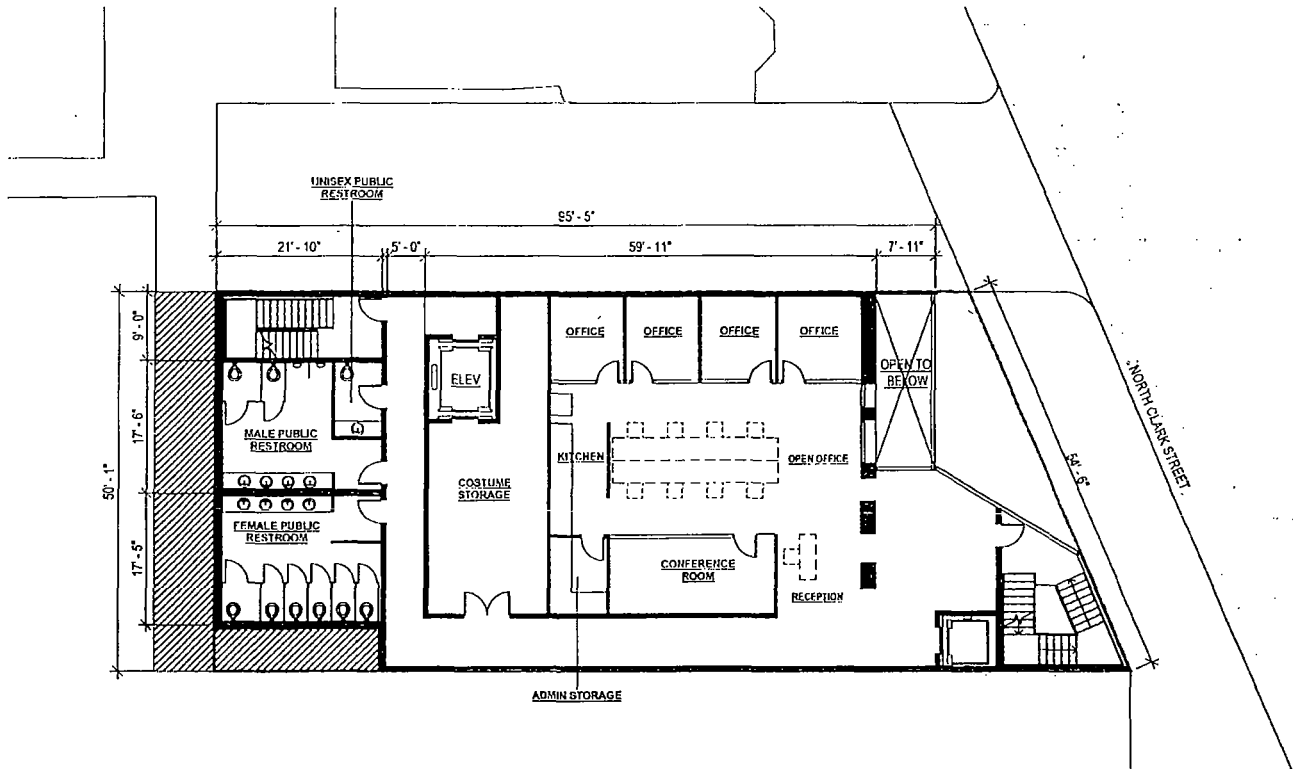 UNISEX PUBLIC
RESTROOM
95' - 5"
21' - 10"
5' - 0"
59' - 11"
7' - 11"
9' - 0"
OFFICE
OFFICE
OFFICE
OFFICE
OPEN TO
BELOW
ELEV
NORTH CLARK STREET.
17' - 6"
MALE PUBLIC
RESTROOM
KITCHEN
OPEN OFFICE
54' - 6"
50' - 1"
COSTUME
STORAGE
FEMALE PUBLIC
RESTROOM
17' - 5"
CONFERENCE
ROOM
RECEPTION
ADMIN STORAGE